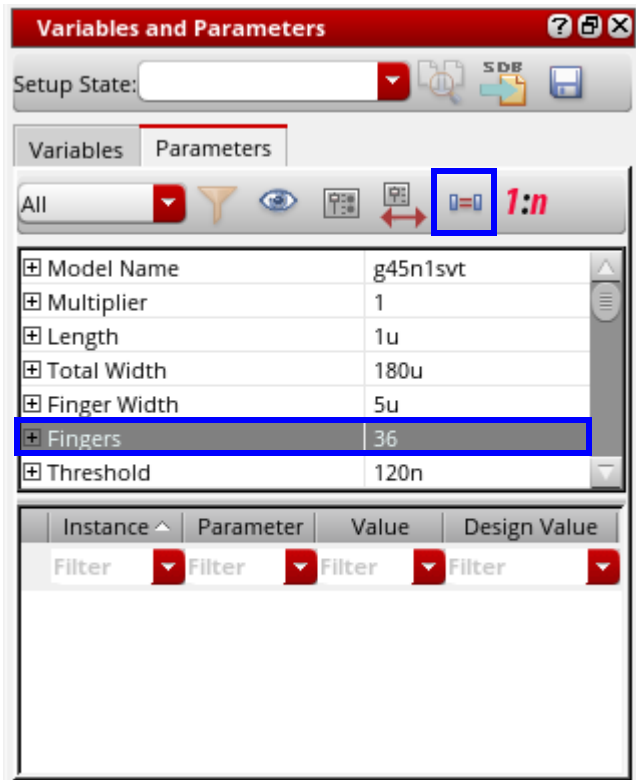 Variables and Parameters
Setup State:
SDB
Variables Parameters
All 1:n
Model Name g45n1svt
Multiplier 1
Length 1u
Total Width 180u
Finger Width 5u
Fingers 36
Threshold 120n
Instance Parameter Value Design Value
Filter Filter Filter Filter